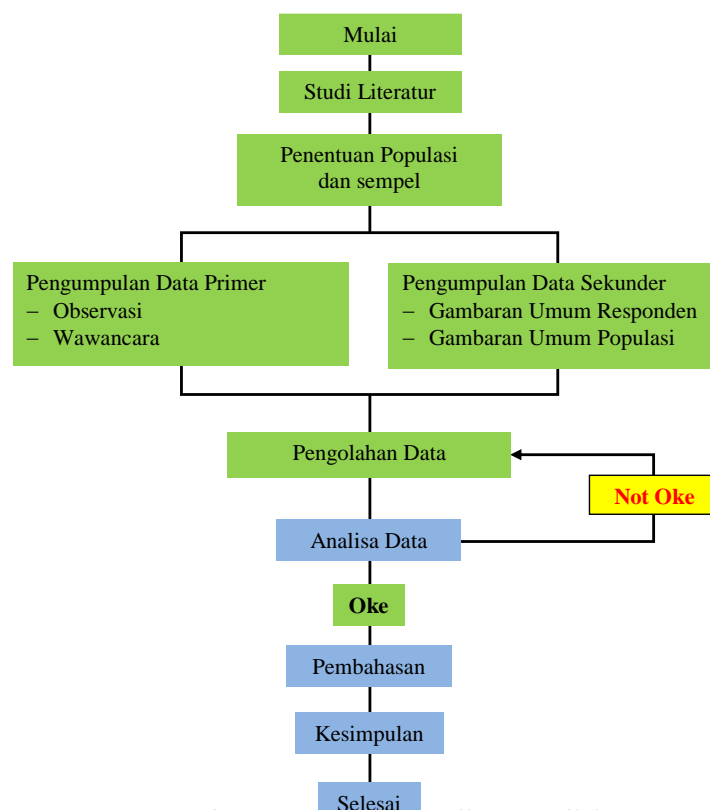 Mulai
Studi Literatur
Penentuan Populasi
dan sempel
Pengumpulan Data Primer
– Observasi
– Wawancara
Pengumpulan Data Sekunder
– Gambaran Umum Responden
– Gambaran Umum Populasi
Pengolahan Data
Not Oke
Analisa Data
Oke
Pembahasan
Kesimpulan
Selesai